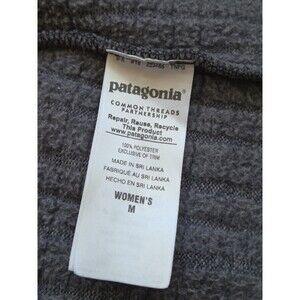 patagonia®
COMMON THREADS
PARTNERSHIP
Repair, Reuse, Recycle
This Product
www.patagonia.com
100% POLYESTER
EXCLUSIVE OF TRIM
MADE IN SRI LANKA
FABRIQUÉ AU SRI LANKA
HECHO EN SRI LANKA
WOMEN'S
M